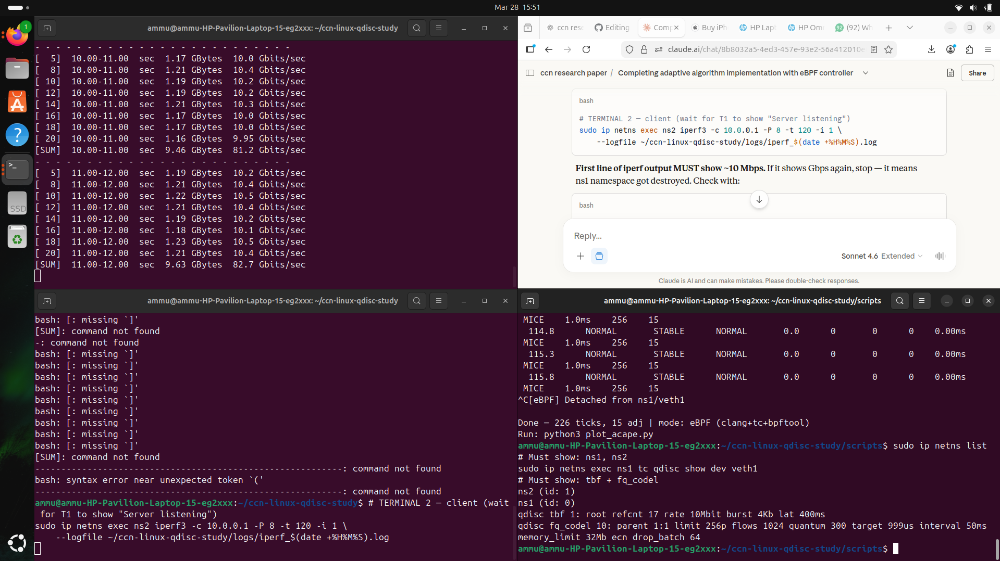 Mar 28  15:51
1
SSD
ammu@ammu-HP-Pavilion-Laptop-15-eg2xxx: ~/ccn-linux-qdisc-study
- - - - - - - - - - - - - - - - - - - - - - - - -
[  5]  10.00-11.00  sec  1.17 GBytes  10.0 Gbits/sec
[  8]  10.00-11.00  sec  1.21 GBytes  10.4 Gbits/sec
[ 10]  10.00-11.00  sec  1.19 GBytes  10.2 Gbits/sec
[ 12]  10.00-11.00  sec  1.19 GBytes  10.2 Gbits/sec
[ 14]  10.00-11.00  sec  1.21 GBytes  10.3 Gbits/sec
[ 16]  10.00-11.00  sec  1.17 GBytes  10.0 Gbits/sec
[ 18]  10.00-11.00  sec  1.17 GBytes  10.0 Gbits/sec
[ 20]  10.00-11.00  sec  1.16 GBytes  9.95 Gbits/sec
[SUM]  10.00-11.00  sec  9.46 GBytes  81.2 Gbits/sec
- - - - - - - - - - - - - - - - - - - - - - - - -
[  5]  11.00-12.00  sec  1.19 GBytes  10.2 Gbits/sec
[  8]  11.00-12.00  sec  1.21 GBytes  10.4 Gbits/sec
[ 10]  11.00-12.00  sec  1.22 GBytes  10.5 Gbits/sec
[ 12]  11.00-12.00  sec  1.21 GBytes  10.4 Gbits/sec
[ 14]  11.00-12.00  sec  1.19 GBytes  10.2 Gbits/sec
[ 16]  11.00-12.00  sec  1.18 GBytes  10.1 Gbits/sec
[ 18]  11.00-12.00  sec  1.23 GBytes  10.5 Gbits/sec
[ 20]  11.00-12.00  sec  1.21 GBytes  10.4 Gbits/sec
[SUM]  11.00-12.00  sec  9.63 GBytes  82.7 Gbits/sec
ccn rese
Editing
Comp
Buy iPh
HP Lapt
HP Om
(92) Wh
claude.ai/chat/8b8032a5-4ed3-457e-93e2-56a412010e
ccn research paper / Completing adaptive algorithm implementation with eBPF controller
Share
bash
# TERMINAL 2 — client (wait for T1 to show "Server listening")
sudo ip netns exec ns2 iperf3 -c 10.0.0.1 -P 8 -t 120 -i 1 \
--logfile ~/ccn-linux-qdisc-study/logs/iperf_$(date +%H%M%S).log
First line of iperf output MUST show ~10 Mbps. If it shows Gbps again, stop — it means
ns1 namespace got destroyed. Check with:
bash
Reply...
Sonnet 4.6 Extended
Claude is AI and can make mistakes. Please double-check responses.
ammu@ammu-HP-Pavilion-Laptop-15-eg2xxx: ~/ccn-linux-qdisc-study
bash: [: missing `]'
[SUM]: command not found
-: command not found
bash: [: missing `]'
bash: [: missing `]'
bash: [: missing `]'
bash: [: missing `]'
bash: [: missing `]'
bash: [: missing `]'
bash: [: missing `]'
bash: [: missing `]'
bash: [: missing `]'
[SUM]: command not found
----------------------------------------------------------: command not found
bash: syntax error near unexpected token `('
----------------------------------------------------------: command not found
ammu@ammu-HP-Pavilion-Laptop-15-eg2xxx:~/ccn-linux-qdisc-study$ # TERMINAL 2 — client (wait
for T1 to show "Server listening")
sudo ip netns exec ns2 iperf3 -c 10.0.0.1 -P 8 -t 120 -i 1 \
--logfile ~/ccn-linux-qdisc-study/logs/iperf_$(date +%H%M%S).log
ammu@ammu-HP-Pavilion-Laptop-15-eg2xxx: ~/ccn-linux-qdisc-study/scripts
MICE    1.0ms    256    15
114.8      NORMAL       STABLE      NORMAL       0.0      0       0      0    0.00ms
MICE    1.0ms    256    15
115.3      NORMAL       STABLE      NORMAL       0.0      0       0      0    0.00ms
MICE    1.0ms    256    15
115.8      NORMAL       STABLE      NORMAL       0.0      0       0      0    0.00ms
MICE    1.0ms    256    15
^C[eBPF] Detached from ns1/veth1
Done — 226 ticks, 15 adj | mode: eBPF (clang+tc+bpftool)
Run: python3 plot_acape.py
ammu@ammu-HP-Pavilion-Laptop-15-eg2xxx:~/ccn-linux-qdisc-study/scripts$ sudo ip netns list
# Must show: ns1, ns2
sudo ip netns exec ns1 tc qdisc show dev veth1
# Must show: tbf + fq_codel
ns2 (id: 1)
ns1 (id: 0)
qdisc tbf 1: root refcnt 17 rate 10Mbit burst 4Kb lat 400ms
qdisc fq_codel 10: parent 1:1 limit 256p flows 1024 quantum 300 target 999us interval 50ms
memory_limit 32Mb ecn drop_batch 64
ammu@ammu-HP-Pavilion-Laptop-15-eg2xxx:~/ccn-linux-qdisc-study/scripts$